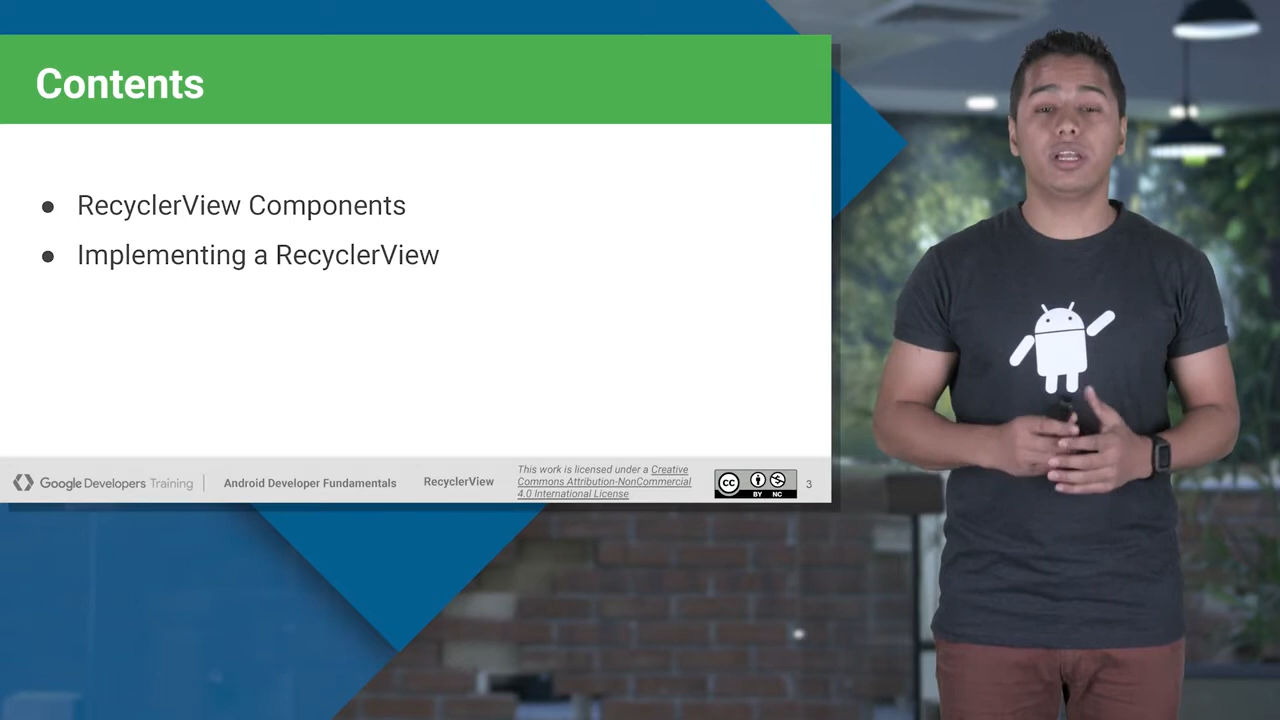 Contents
● RecyclerView Components
● Implementing a RecyclerView
Google Developers Training
Android Developer Fundamentals
RecyclerView
This work is licensed under a Creative
Commons Attribution-NonCommercial
4.0 International License
cc
BY NC
3